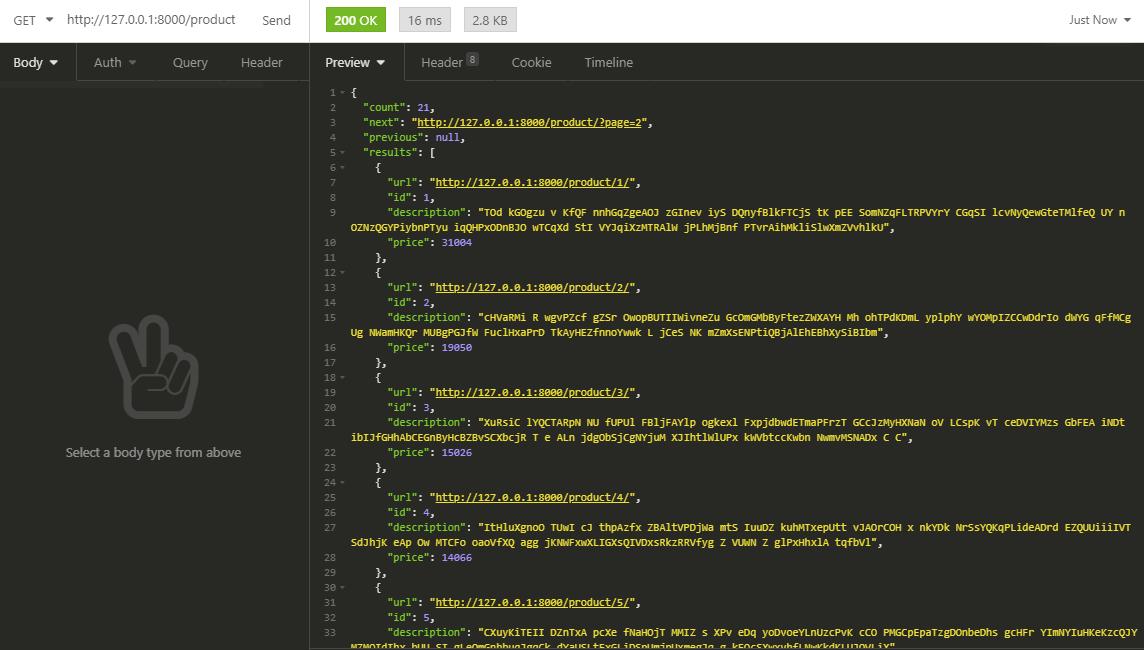 GET http://127.0.0.1:8000/product Send 200 OK 16 ms 2.8 KB Just Now
Body Auth Query Header Preview Header 8 Cookie Timeline
1 {
2 "count": 21,
3 "next": "http://127.0.0.1:8000/product/?page=2",
4 "previous": null,
5 "results": [
6 {
7 "url": "http://127.0.0.1:8000/product/1/",
8 "id": 1,
9 "description": "TOd kGOgzu v KfQF nnhGqZgeAOJ zGInev iyS DQnyfBlkFTCjS tK pEE SomNZqFLTRPVYrY CGqSI lcvNyQewGteTMlfeQ UY n
OZNzQGYPiybnPTyu iqQHPxODnBJO wTCqXd StI VYJqiXzMTRAlW jPLhMjBnf PTvrAihMkliSlwXmZVvhlkU",
10 "price": 31004
11 },
12 {
13 "url": "http://127.0.0.1:8000/product/2/",
14 "id": 2,
15 "description": "cHVaRMi R wgvPZcf gZSr OwopBUTIIWivneZu GcOmGMbByFtezZWXAYH Mh ohTPdKDmL yplphY wYOMpIZCCwDdrIo dWYG qFfMCg
Ug NWamHKQr MUBgPGJfW FuclHxaPrD TkAyHEZfnnoYwwk L jCeS NK mZmXsENPtiQBjAlEhEBhXySiBIbm",
16 "price": 19050
17 },
18 {
19 "url": "http://127.0.0.1:8000/product/3/",
20 "id": 3,
21 "description": "XuRsiC lYQCTARpN NU fUPUl FBljFAYlp ogkexl FxpjdbwdETmaPFrzT GCcJzMyHXNaN oV LCspK vT ceDVIYMzs GbFEA iNDt
ibIJfGHhAbCEGnByHcBZBvSCXbcjR T e ALn jdgObSjCgNYjuM XJIhtlWlUPx kWVbtccKwbn NwmvMSNADx C C",
22 "price": 15026
23 },
24 {
25 "url": "http://127.0.0.1:8000/product/4/",
26 "id": 4,
27 "description": "ItHluXgnoO TUwI cJ thpAzfx ZBAltVPDjWa mtS IuuDZ kuhMTxepUtt vJAOrCOH x nkYDk NrSsYQKqPLideADrd EZQUUiiiIVT
SdJhjK eAp Ow MTCFo oaoVfXQ agg jKNWFxwXLIGXsQIVDxsRkzRRVfyg Z VUWN Z glPxHhxlA tqfbVl",
28 "price": 14066
29 },
30 {
31 "url": "http://127.0.0.1:8000/product/5/",
32 "id": 5,
33 "description": "CXuyKiTEII DZnTxA pcXe fNaHOjT MMIZ s XPv eDq yoDvoeYLnUzcPvK cCO PMGCpEpaTzgDOnbeDhs gcHFr YImNYIuHKeKzcQJY
Select a body type from above